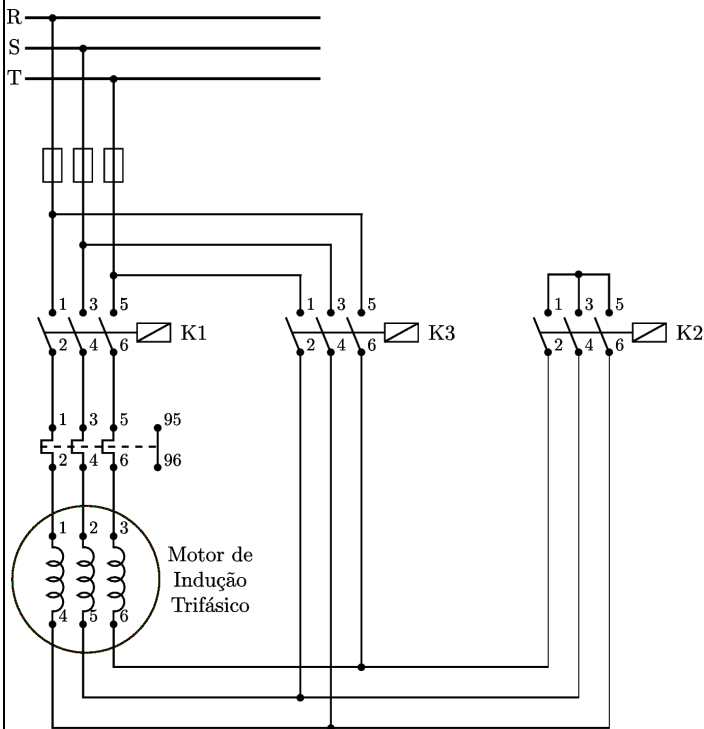 R
S
T
1 3 5
K1
2 4 6
1 3 5
K3
2 4 6
1 3 5
K2
2 4 6
1 3 5 95
2 4 6 96
1 2 3
Motor de
Indução
Trifásico
4 5 6